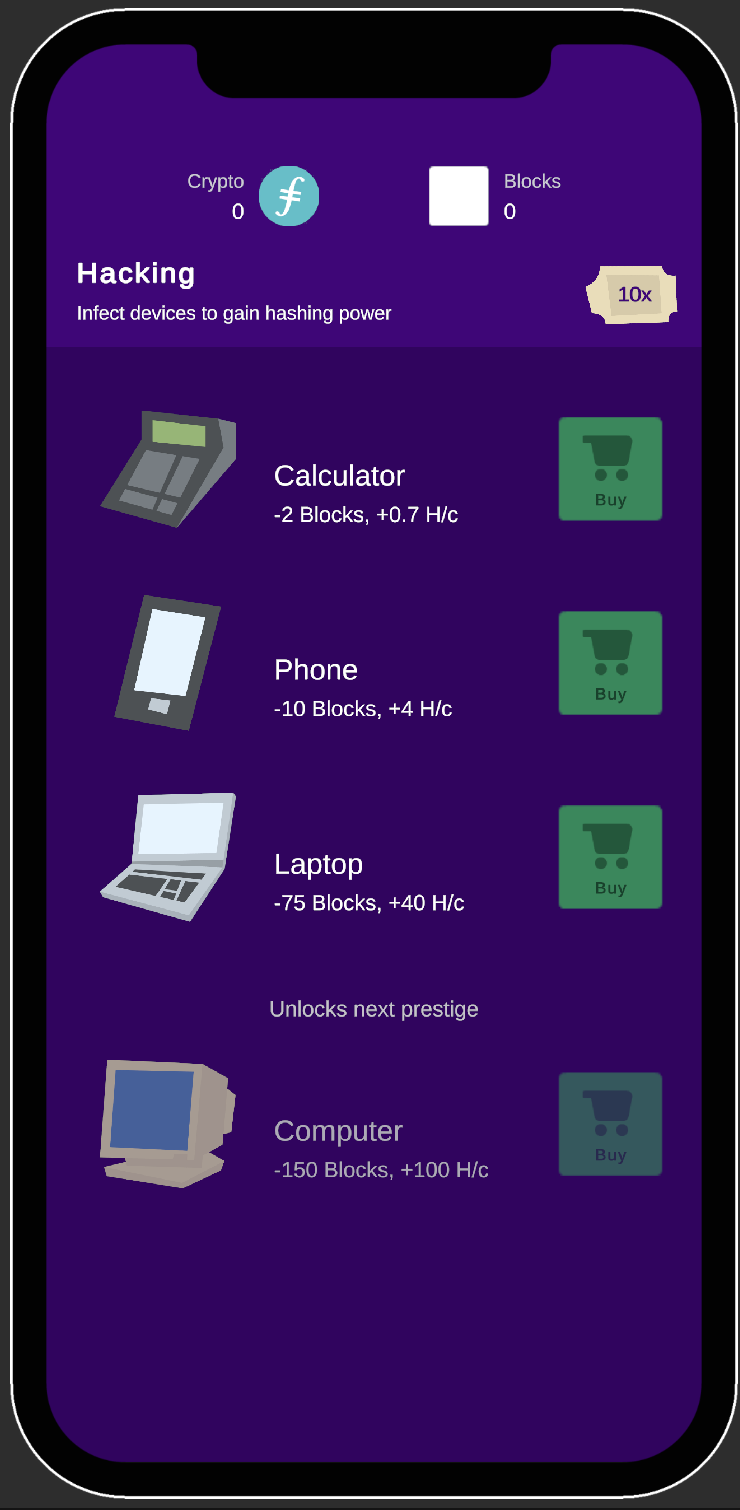 Crypto
0
Blocks
0
Hacking
Infect devices to gain hashing power
10x
Calculator
-2 Blocks, +0.7 H/c
Buy
Phone
-10 Blocks, +4 H/c
Buy
Laptop
-75 Blocks, +40 H/c
Buy
Unlocks next prestige
Computer
-150 Blocks, +100 H/c
Buy